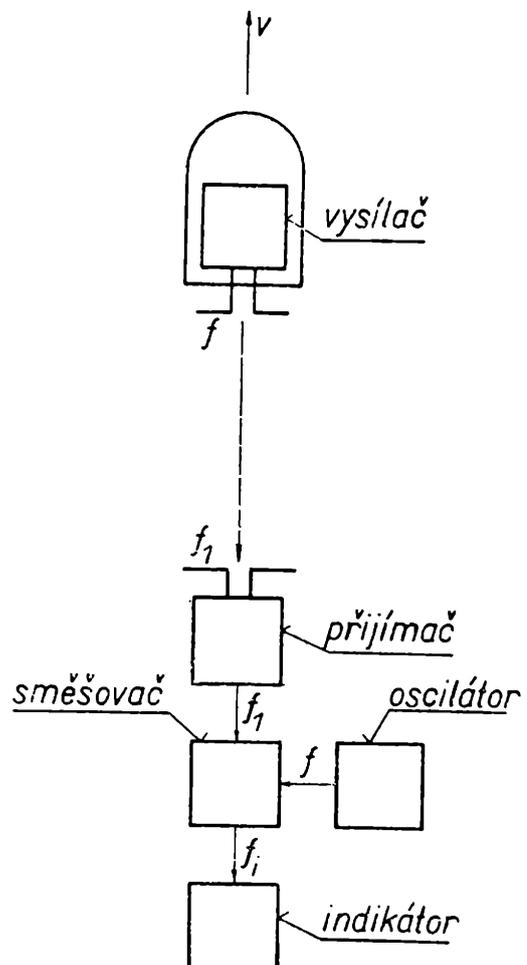 v
vysílač
f
f₁
přijímač
směšovač
f₁
oscilátor
f
fᵢ
indikátor